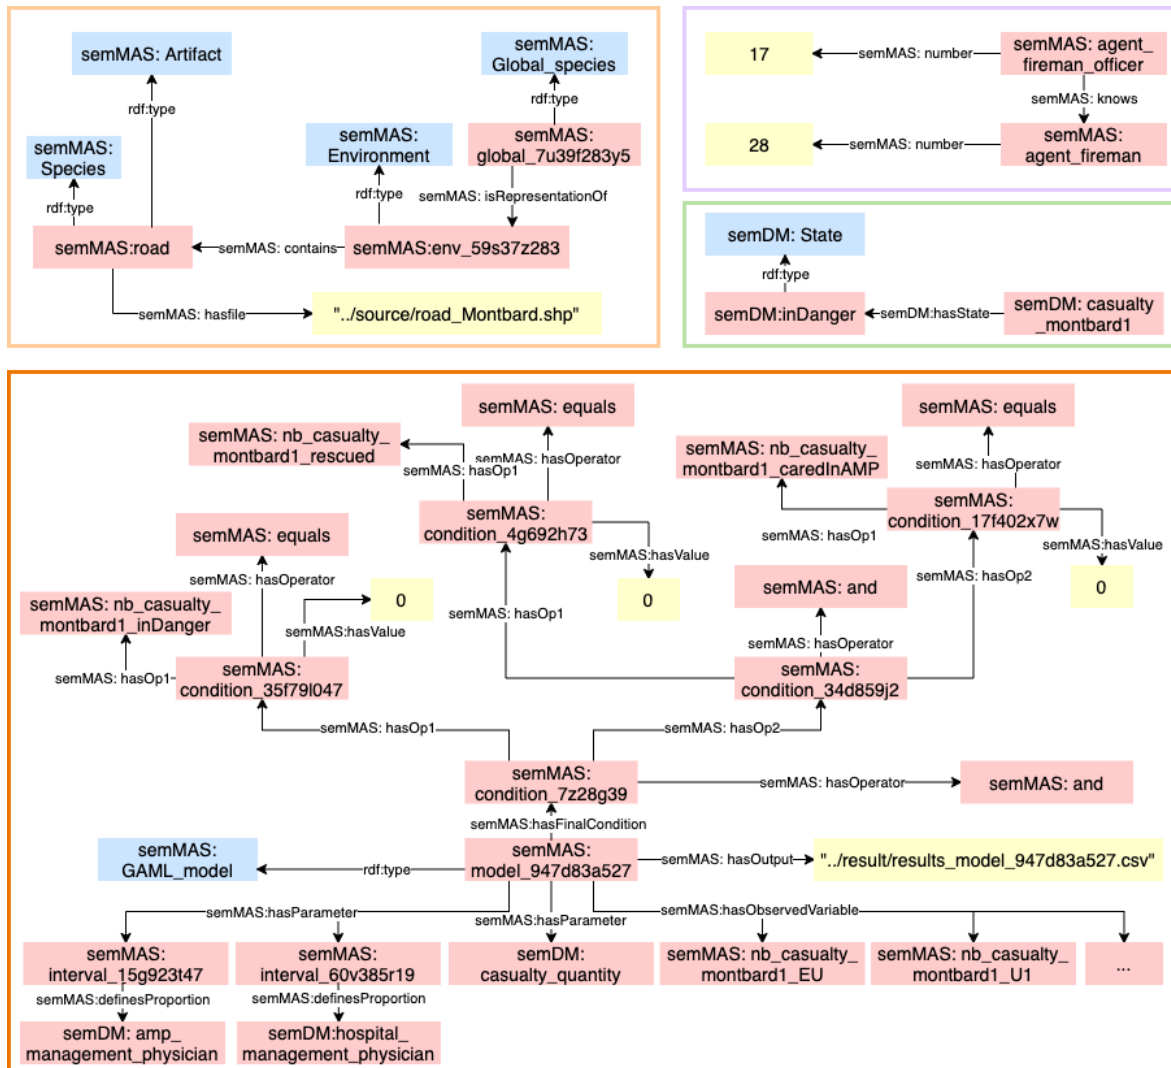 semMAS: Artifact
semMAS:
Global_species
rdf:type
rdf:type
semMAS:
Species
semMAS:
Environment
semMAS:
global_7u39f283y5
rdf:type
rdf:type
semMAS: isRepresentationOf
semMAS:road
semMAS: contains
semMAS:env_59s37z283
semMAS: hasfile
"../source/road_Montbard.shp"
17
semMAS: number
semMAS: agent_
fireman_officer
semMAS: knows
28
semMAS: number
semMAS:
agent_fireman
semDM: State
rdf:type
semDM:inDanger
semDM:hasState
semDM: casualty
_montbard1
semMAS: equals
semMAS: equals
semMAS: nb_casualty_
montbard1_rescued
semMAS: hasOperator
semMAS: hasOp1
semMAS: nb_casualty_
montbard1_caredInAMP
semMAS: hasOperator
semMAS:
condition_4g692h73
semMAS:
condition_17f402x7w
semMAS: equals
semMAS: hasOp1
semMAS:hasValue
semMAS:hasValue
semMAS: hasOperator
semMAS: hasOp2
semMAS: nb_casualty_
montbard1_inDanger
0
0
semMAS: and
0
semMAS: hasOp1
semMAS:hasValue
semMAS: hasOperator
semMAS: hasOp1
semMAS:
condition_35f79l047
semMAS:
condition_34d859j2
semMAS: hasOp1
semMAS: hasOp2
semMAS:
condition_7z28g39
semMAS: hasOperator
semMAS: and
semMAS:hasFinalCondition
semMAS:
GAML_model
rdf:type
semMAS:
model_947d83a527
semMAS: hasOutput
"../result/results_model_947d83a527.csv"
semMAS:hasParameter
semMAS:hasParameter
semMAS:hasObservedVariable
semMAS:
interval_15g923t47
semMAS:
interval_60v385r19
semDM:
casualty_quantity
semMAS: nb_casualty_
montbard1_EU
semMAS: nb_casualty_
montbard1_U1
...
semMAS:definesProportion
semMAS:definesProportion
semDM: amp_
management_physician
semDM:hospital_
management_physician